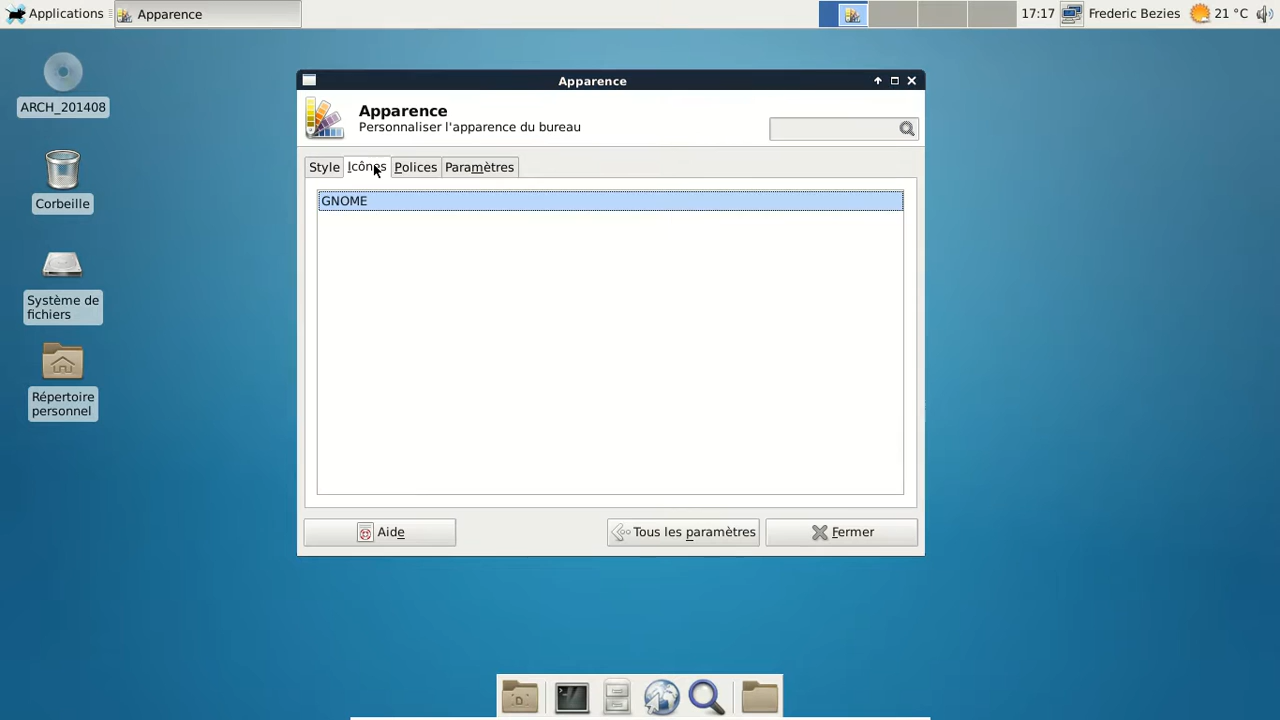 Applications
Apparence
17:17
Frederic Bezies
21 °C
ARCH_201408
Corbeille
Système de
fichiers
Répertoire
personnel
Apparence
Apparence
Personnaliser l'apparence du bureau
Style
Icônes
Polices
Paramètres
GNOME
Aide
Tous les paramètres
Fermer
D